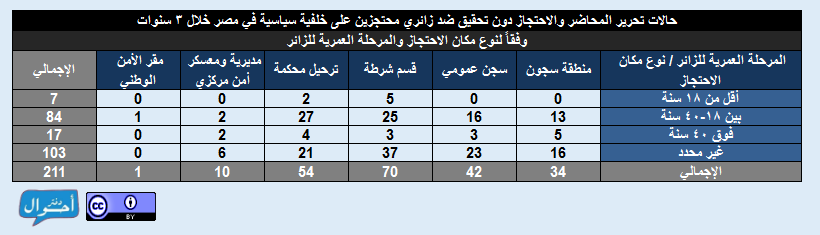 حالات تحرير المحاضر والاحتجاز دون تحقيق ضد زائري محتجزين على خلفية سياسية في مصر خلال ٣ سنوات
وفقاً لنوع مكان الاحتجاز والمرحلة العمرية للزائر
المرحلة العمرية للزائر / نوع مكان الاحتجاز منطقة سجون سجن عمومي قسم شرطة ترحيل محكمة مديرية ومعسكر أمن مركزي مقر الأمن الوطني الإجمالي
أقل من ١٨ سنة 0 0 5 2 0 0 7
بين ١٨-٤٠ سنة 13 16 25 27 2 1 84
فوق ٤٠ سنة 5 3 3 4 2 0 17
غير محدد 16 23 37 21 6 0 103
الإجمالي 34 42 70 54 10 1 211
دفتر أحوال
cc BY